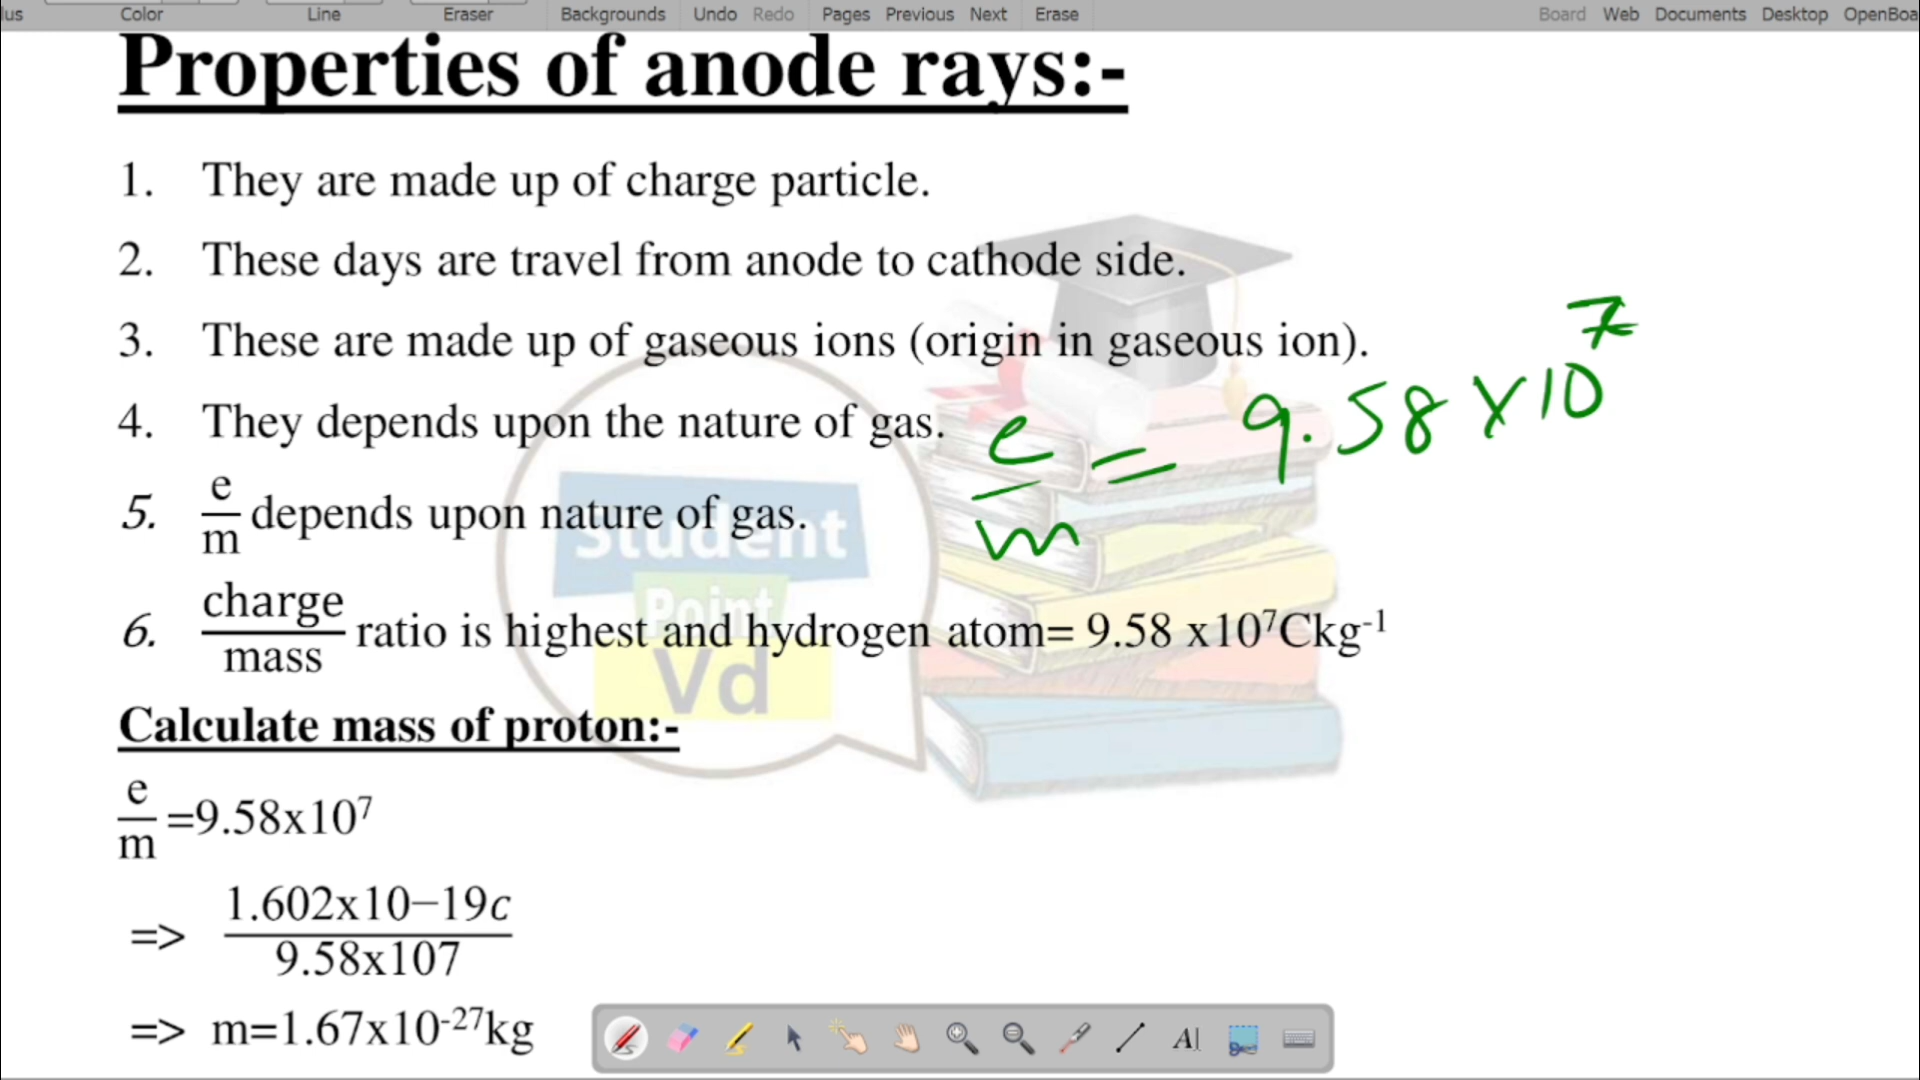 lus Color Line Eraser Backgrounds Undo Redo Pages Previous Next Erase Board Web Documents Desktop OpenBoa
Properties of anode rays:-
1. They are made up of charge particle.
2. These days are travel from anode to cathode side.
3. These are made up of gaseous ions (origin in gaseous ion).
4. They depends upon the nature of gas.
e/m = 9.58 X 10⁷
5. e/m depends upon nature of gas.
6. charge/mass ratio is highest and hydrogen atom= 9.58 x10⁷Ckg⁻¹
Student
Point
Vd
Calculate mass of proton:-
e/m =9.58x10⁷
=> 1.602x10−19c / 9.58x107
=> m=1.67x10⁻²⁷kg
A|